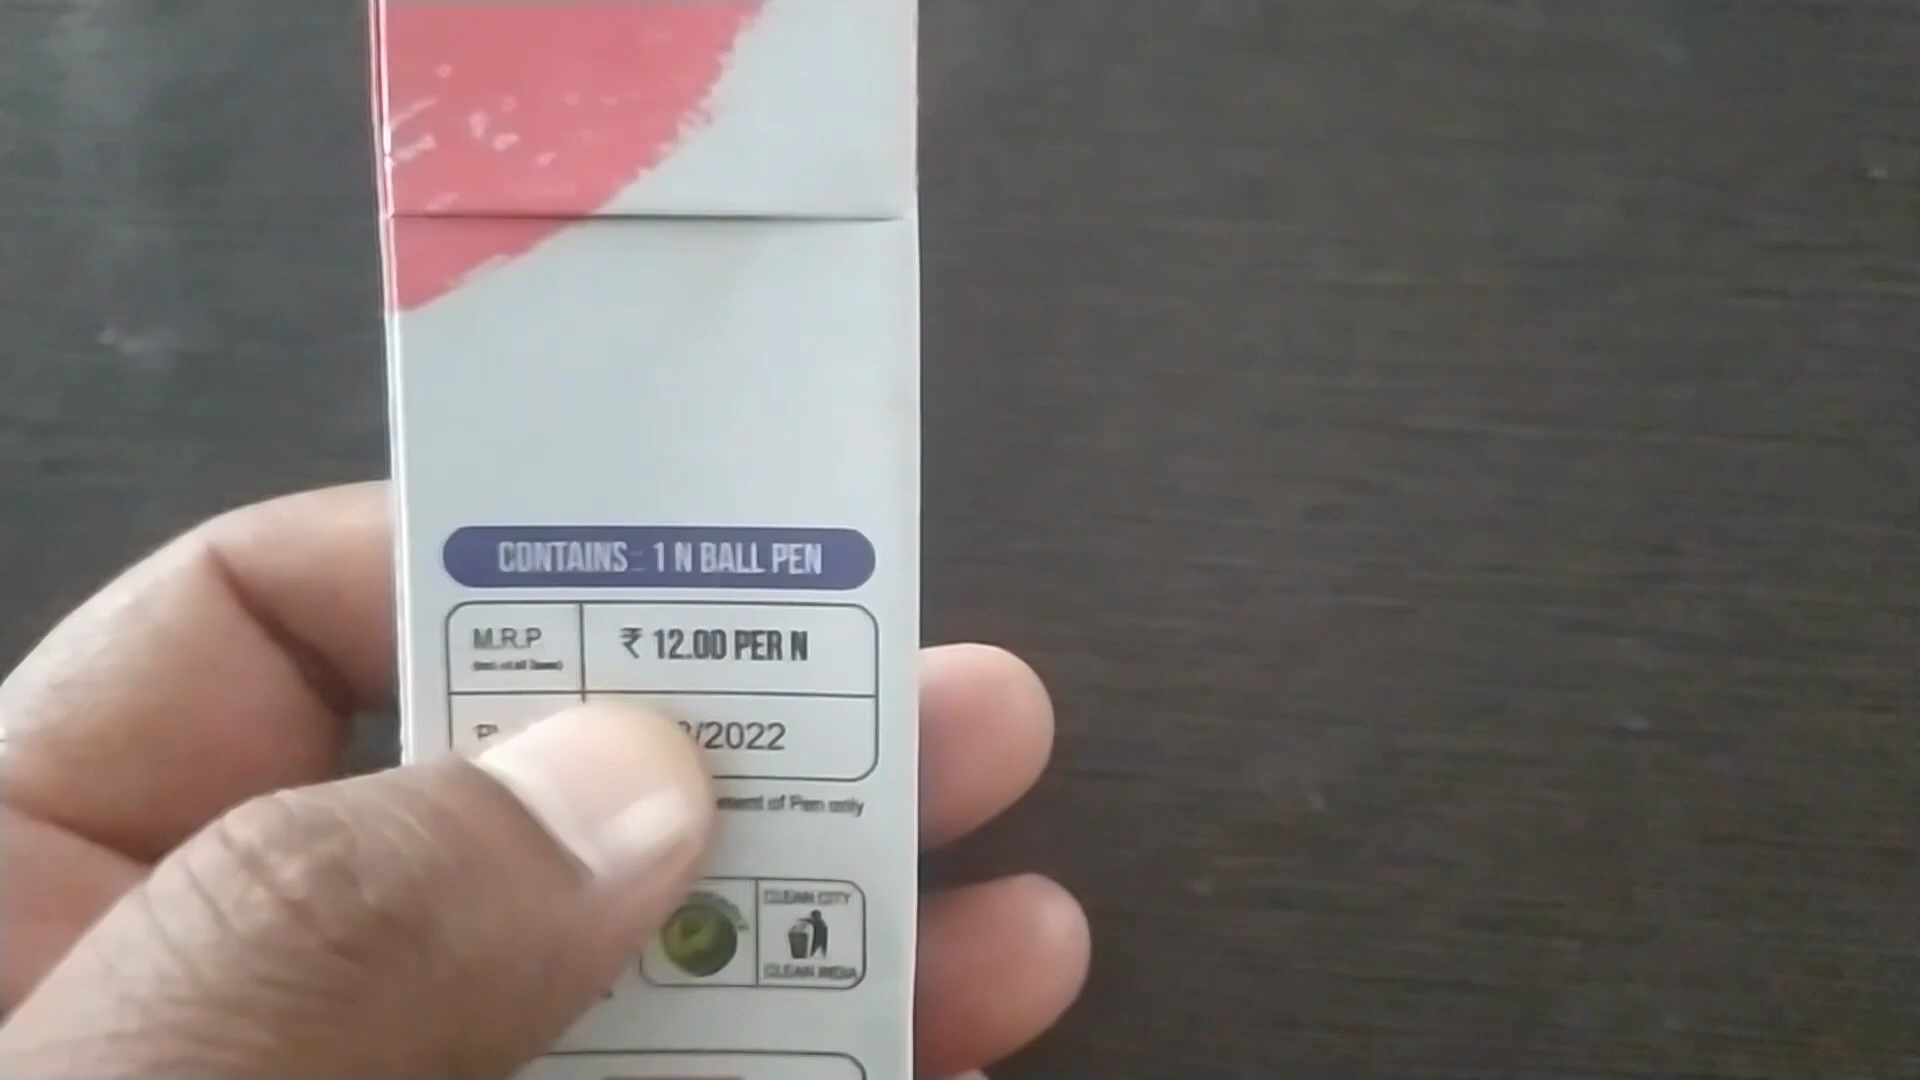 CONTAINS: 1 N BALL PEN
M.R.P. ₹ 12.00 PER N
(Incl. of all Taxes)
/2022
of Pen only
CLEAN CITY
CLEAN INDIA